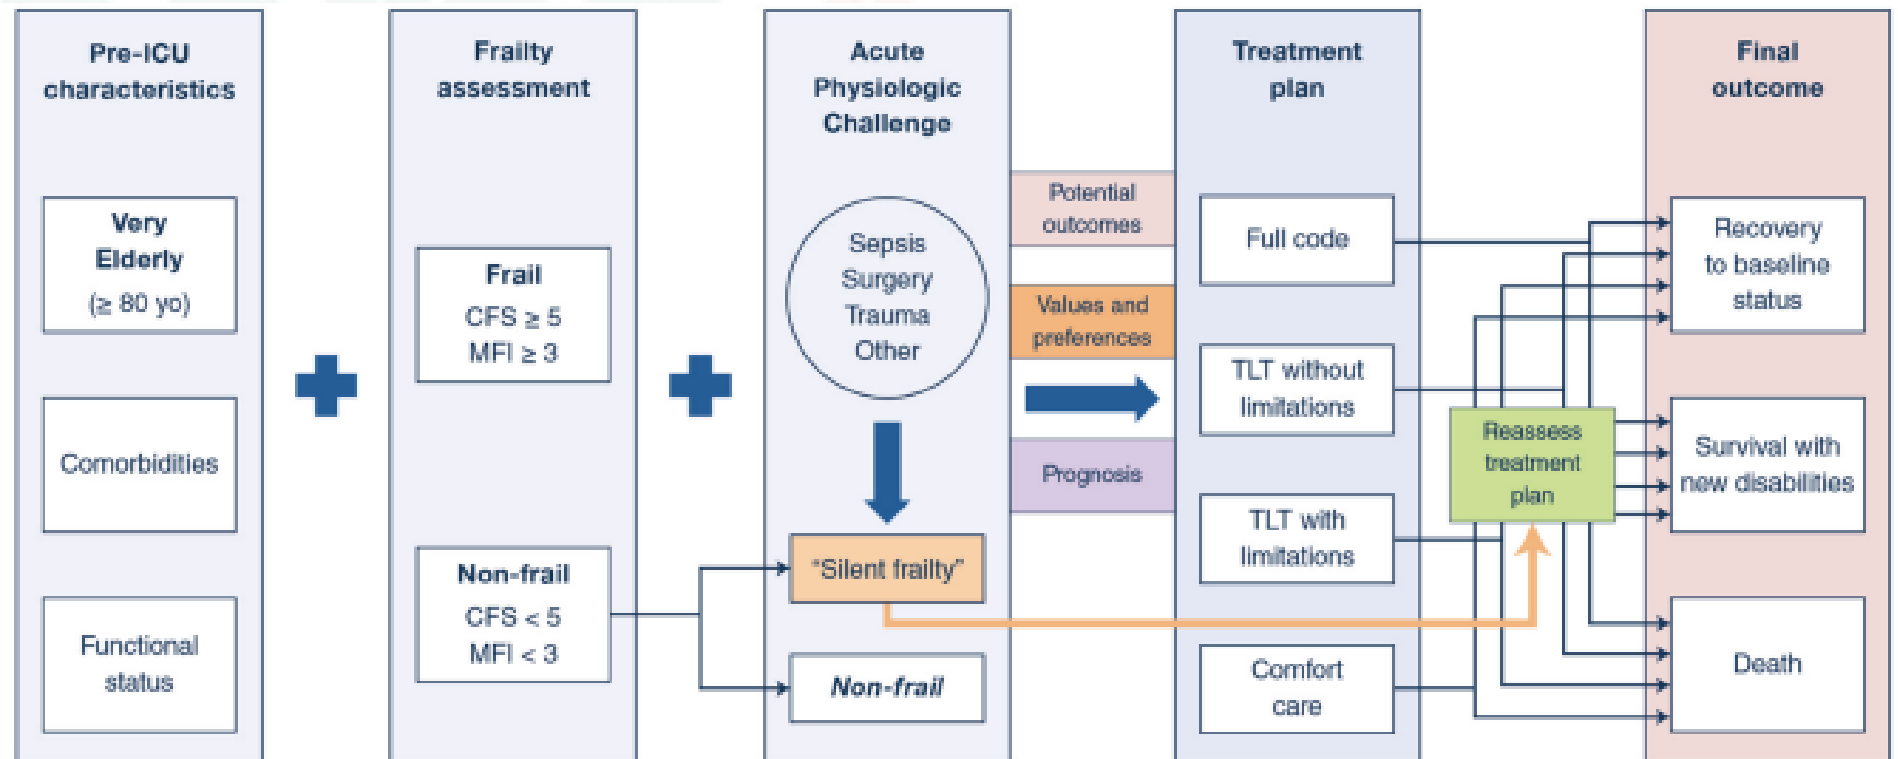 Pre-ICU
characteristics
Very
Elderly
(≥ 80 yo)
Comorbidities
Functional
status
Frailty
assessment
Frail
CFS ≥ 5
MFI ≥ 3
Non-frail
CFS < 5
MFI < 3
Acute
Physiologic
Challenge
Sepsis
Surgery
Trauma
Other
"Silent frailty"
Non-frail
Potential
outcomes
Values and
preferences
Prognosis
Treatment
plan
Full code
TLT without
limitations
TLT with
limitations
Comfort
care
Reassess
treatment
plan
Final
outcome
Recovery
to baseline
status
Survival with
new disabilities
Death